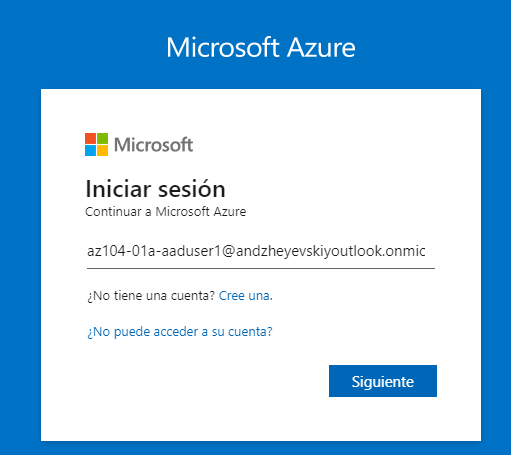 Microsoft Azure
Microsoft
Iniciar sesión
Continuar a Microsoft Azure
az104-01a-aaduser1@andzheyevskiyoutlook.onmic
¿No tiene una cuenta? Cree una.
¿No puede acceder a su cuenta?
Siguiente